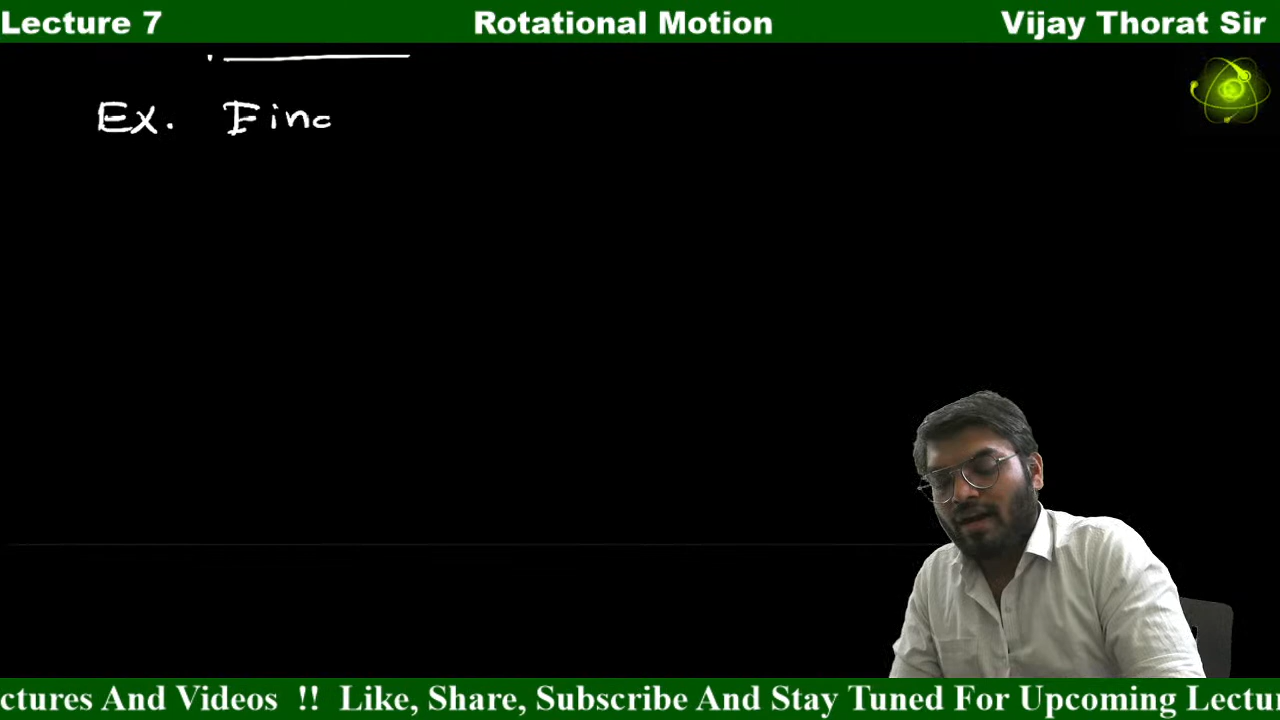 Lecture 7 Rotational Motion Vijay Thorat Sir
Ex. Finc
ctures And Videos !! Like, Share, Subscribe And Stay Tuned For Upcoming Lectur